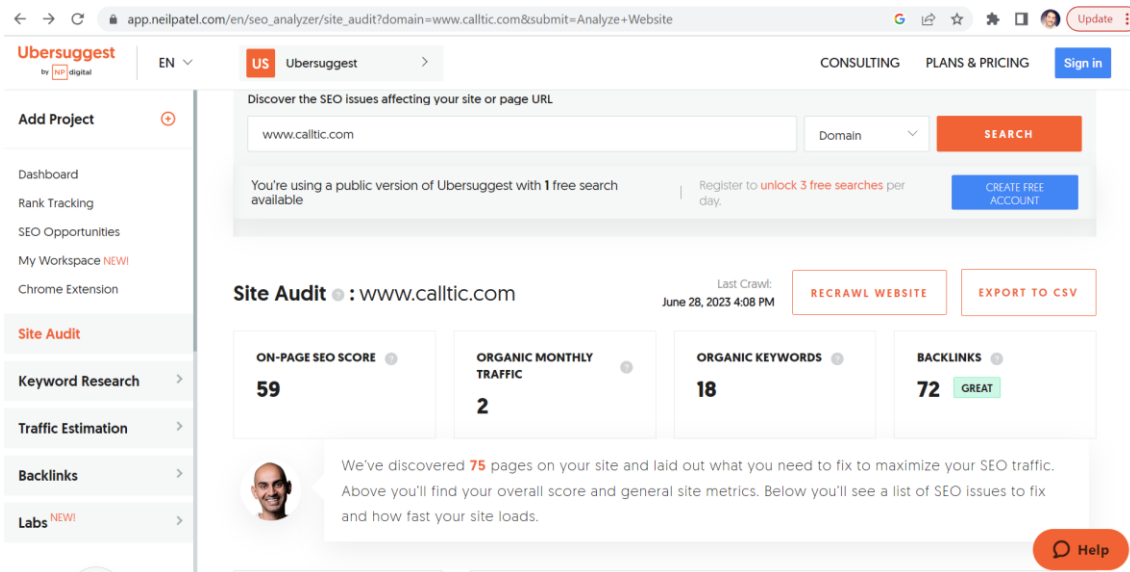 app.neilpatel.com/en/seo_analyzer/site_audit?domain=www.calltic.com&submit=Analyze+Website
G
Update
Ubersuggest
by NP digital
EN
US Ubersuggest
CONSULTING
PLANS & PRICING
Sign in
Add Project
Dashboard
Rank Tracking
SEO Opportunities
My Workspace NEW!
Chrome Extension
Site Audit
Keyword Research
Traffic Estimation
Backlinks
Labs NEW!
Discover the SEO issues affecting your site or page URL
www.calltic.com
Domain
SEARCH
You're using a public version of Ubersuggest with 1 free search
available
Register to unlock 3 free searches per
day.
CREATE FREE
ACCOUNT
Site Audit ? : www.calltic.com
Last Crawl:
June 28, 2023 4:08 PM
RECRAWL WEBSITE
EXPORT TO CSV
ON-PAGE SEO SCORE ?
59
ORGANIC MONTHLY
TRAFFIC ?
2
ORGANIC KEYWORDS ?
18
BACKLINKS ?
72 GREAT
We've discovered 75 pages on your site and laid out what you need to fix to maximize your SEO traffic.
Above you'll find your overall score and general site metrics. Below you'll see a list of SEO issues to fix
and how fast your site loads.
Help